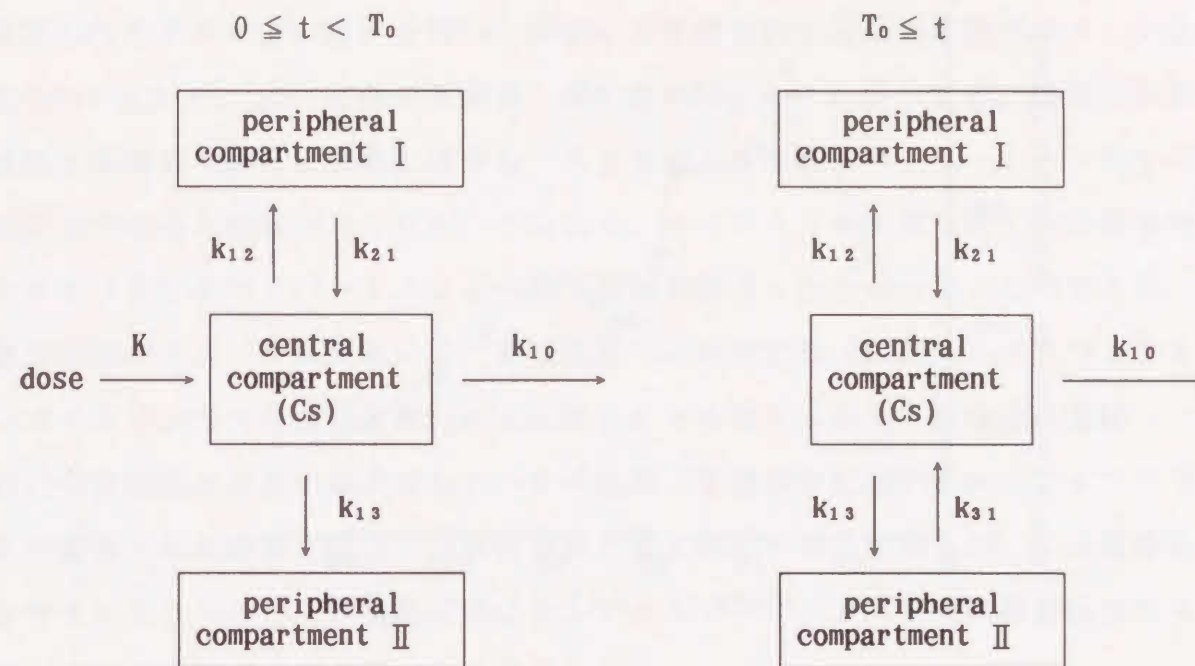 0 ≦ t < T₀
T₀ ≦ t
peripheral
compartment Ⅰ
k₁₂
k₂₁
K
dose
central
compartment
(Cs)
k₁₀
k₁₃
peripheral
compartment Ⅱ
peripheral
compartment Ⅰ
k₁₂
k₂₁
central
compartment
(Cs)
k₁₀
k₁₃
k₃₁
peripheral
compartment Ⅱ